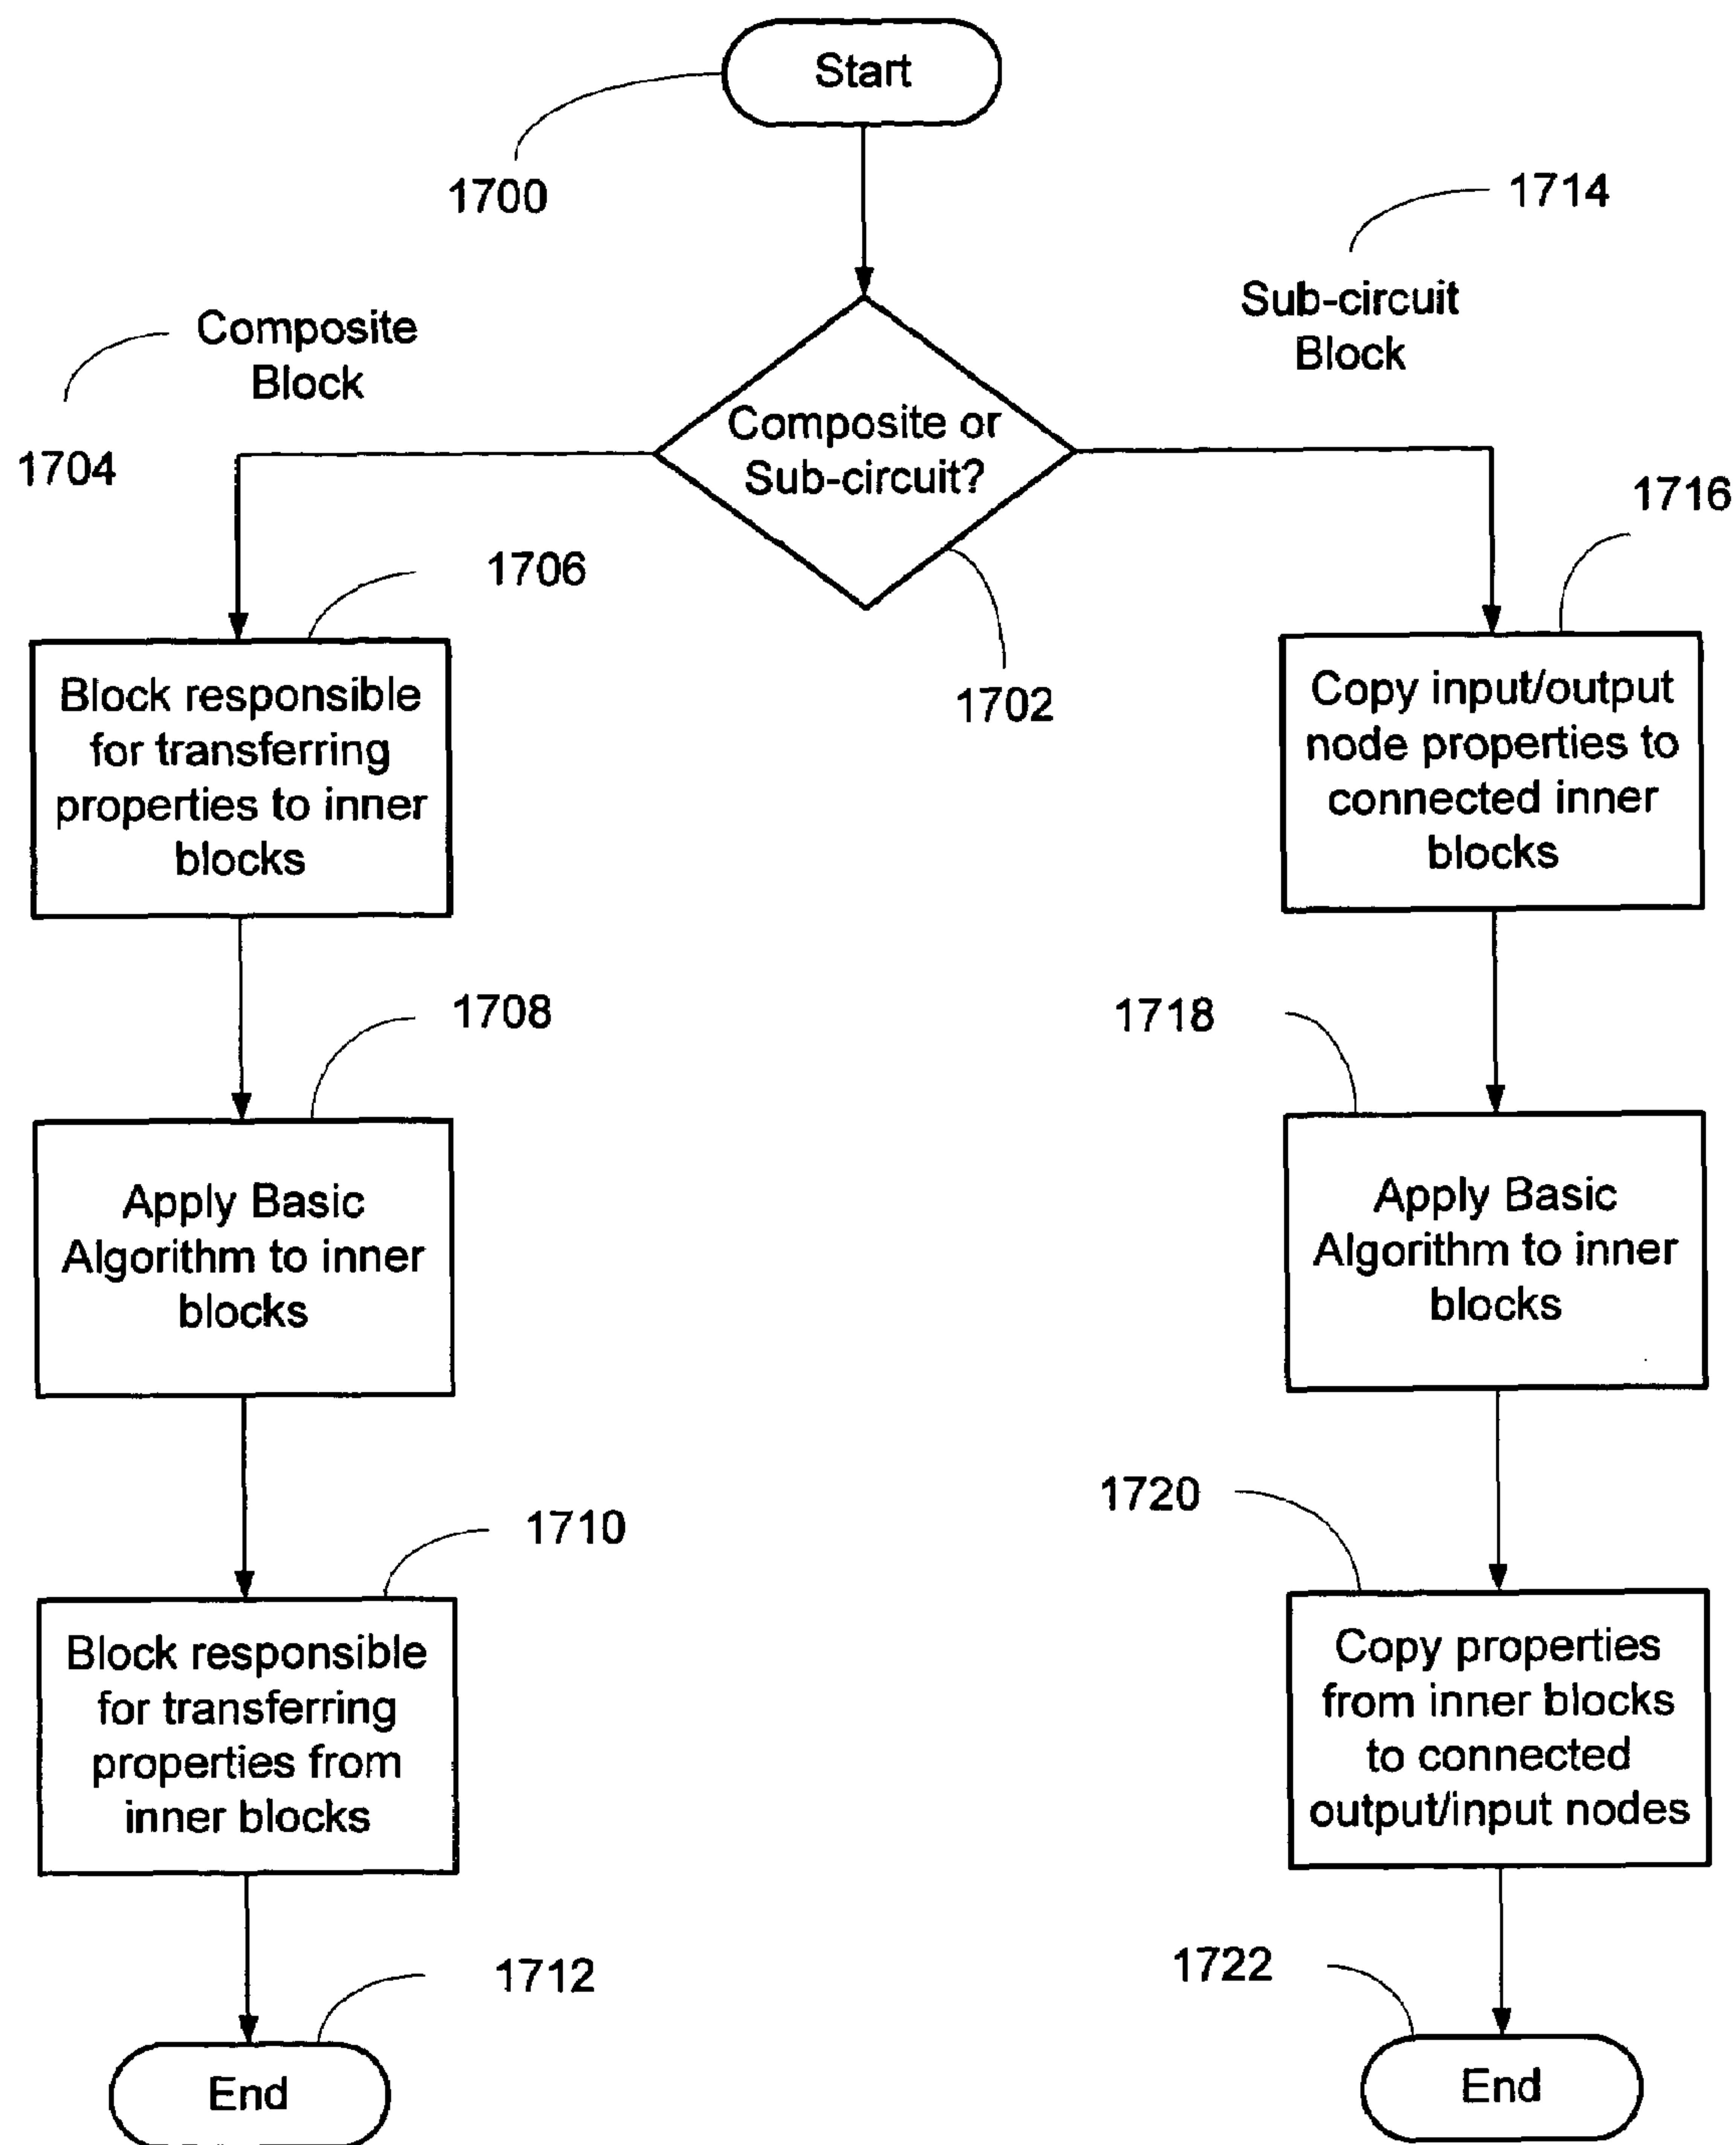 Start
1700
1714
Sub-circuit
Block
Composite
Block
Composite or
Sub-circuit?
1704
1716
1706
1702
Block responsible
for transferring
properties to inner
blocks
Copy input/output
node properties to
connected inner
blocks
1708
1718
Apply Basic
Algorithm to inner
blocks
Apply Basic
Algorithm to inner
blocks
1710
1720
Block responsible
for transferring
properties from
inner blocks
Copy properties
from inner blocks
to connected
output/input nodes
1712
1722
End
End